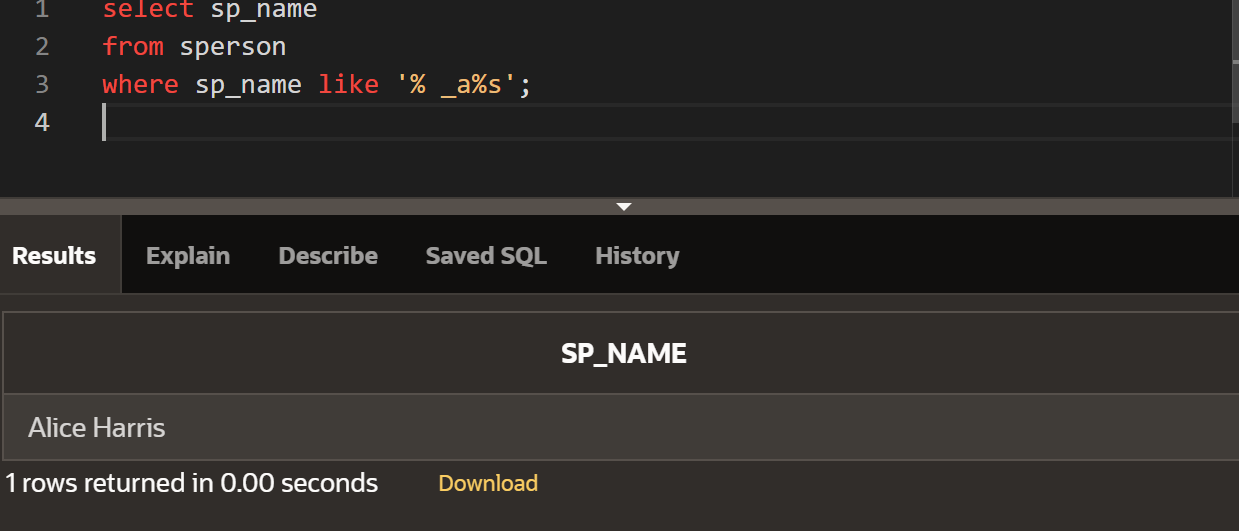 1 select sp_name
2 from sperson
3 where sp_name like '% _a%s';
4
Results Explain Describe Saved SQL History
SP_NAME
Alice Harris
1 rows returned in 0.00 seconds Download